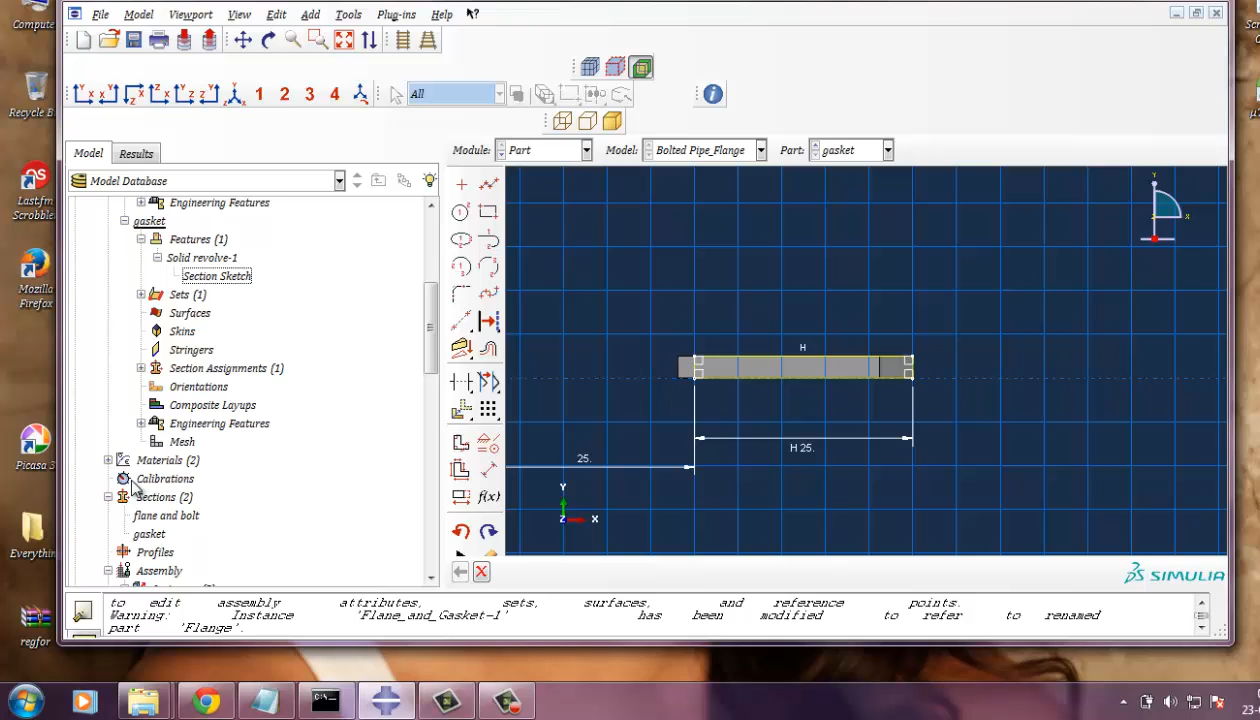 Compute
File Model Viewport View Edit Add Tools Plug-ins Help
1 2 3 4
All
Recycle B
Model Results
Module: Part Model: Bolted Pipe_Flange Part: gasket
Model Database
Last.fm
Scrobbler
Engineering Features
gasket
Features (1)
Solid revolve-1
Section Sketch
Sets (1)
Mozilla
Firefox
Surfaces
Skins
Stringers
Section Assignments (1)
Orientations
Composite Layups
Engineering Features
Mesh
Picasa 3
Materials (2)
Calibrations
Sections (2)
flane and bolt
gasket
Profiles
Assembly
Everythin
H
H 25.
25.
Y
Z X
Y
X
SIMULIA
to edit assembly attributes, sets, surfaces, and reference points.
Warning: Instance 'Flane_and_Gasket-1' has been modified to refer to renamed
part 'Flange'.
regfor
C:\